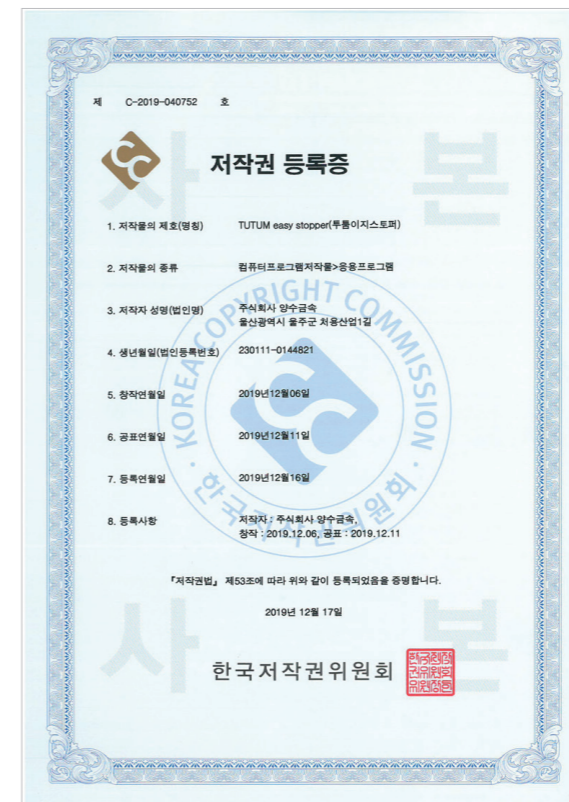 제 C-2019-040752 호
저작권 등록증
1. 저작물의 제호(명칭) TUTUM easy stopper(투툼이지스토퍼)
2. 저작물의 종류 컴퓨터프로그램저작물>응용프로그램
3. 저작자 성명(법인명) 주식회사 양수금속
울산광역시 울주군 처용산업1길
4. 생년월일(법인등록번호) 230111-0144821
5. 창작연월일 2019년12월06일
6. 공표연월일 2019년12월11일
7. 등록연월일 2019년12월16일
8. 등록사항 저작자 : 주식회사 양수금속,
창작 : 2019.12.06, 공표 : 2019.12.11
『저작권법』 제53조에 따라 위와 같이 등록되었음을 증명합니다.
2019년 12월 17일
한국저작권위원회
사본
사본
KOREA COPYRIGHT COMMISSION
한국저작권위원회